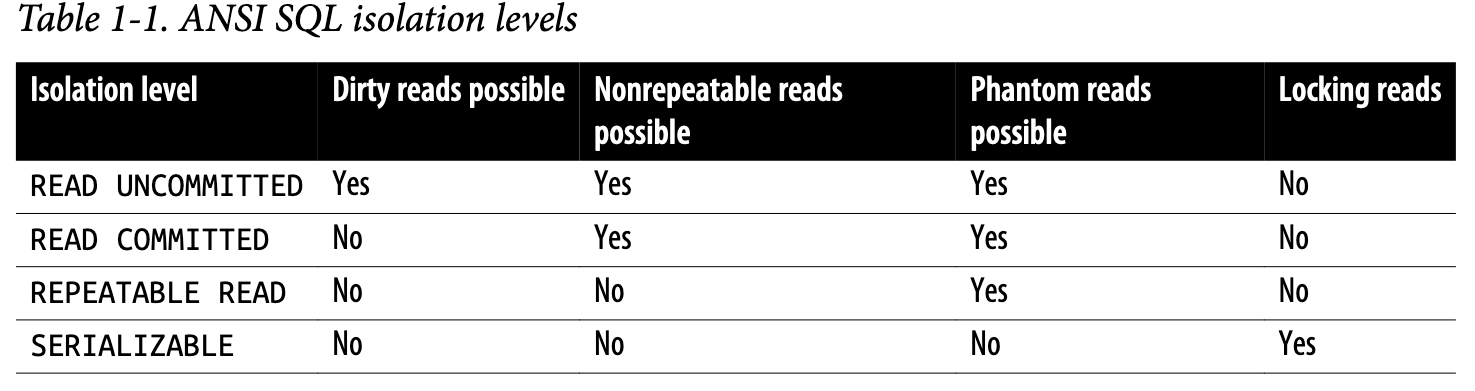 Table 1-1. ANSI SQL isolation levels
Isolation level Dirty reads possible Nonrepeatable reads possible Phantom reads possible Locking reads
READ UNCOMMITTED Yes Yes Yes No
READ COMMITTED No Yes Yes No
REPEATABLE READ No No Yes No
SERIALIZABLE No No No Yes